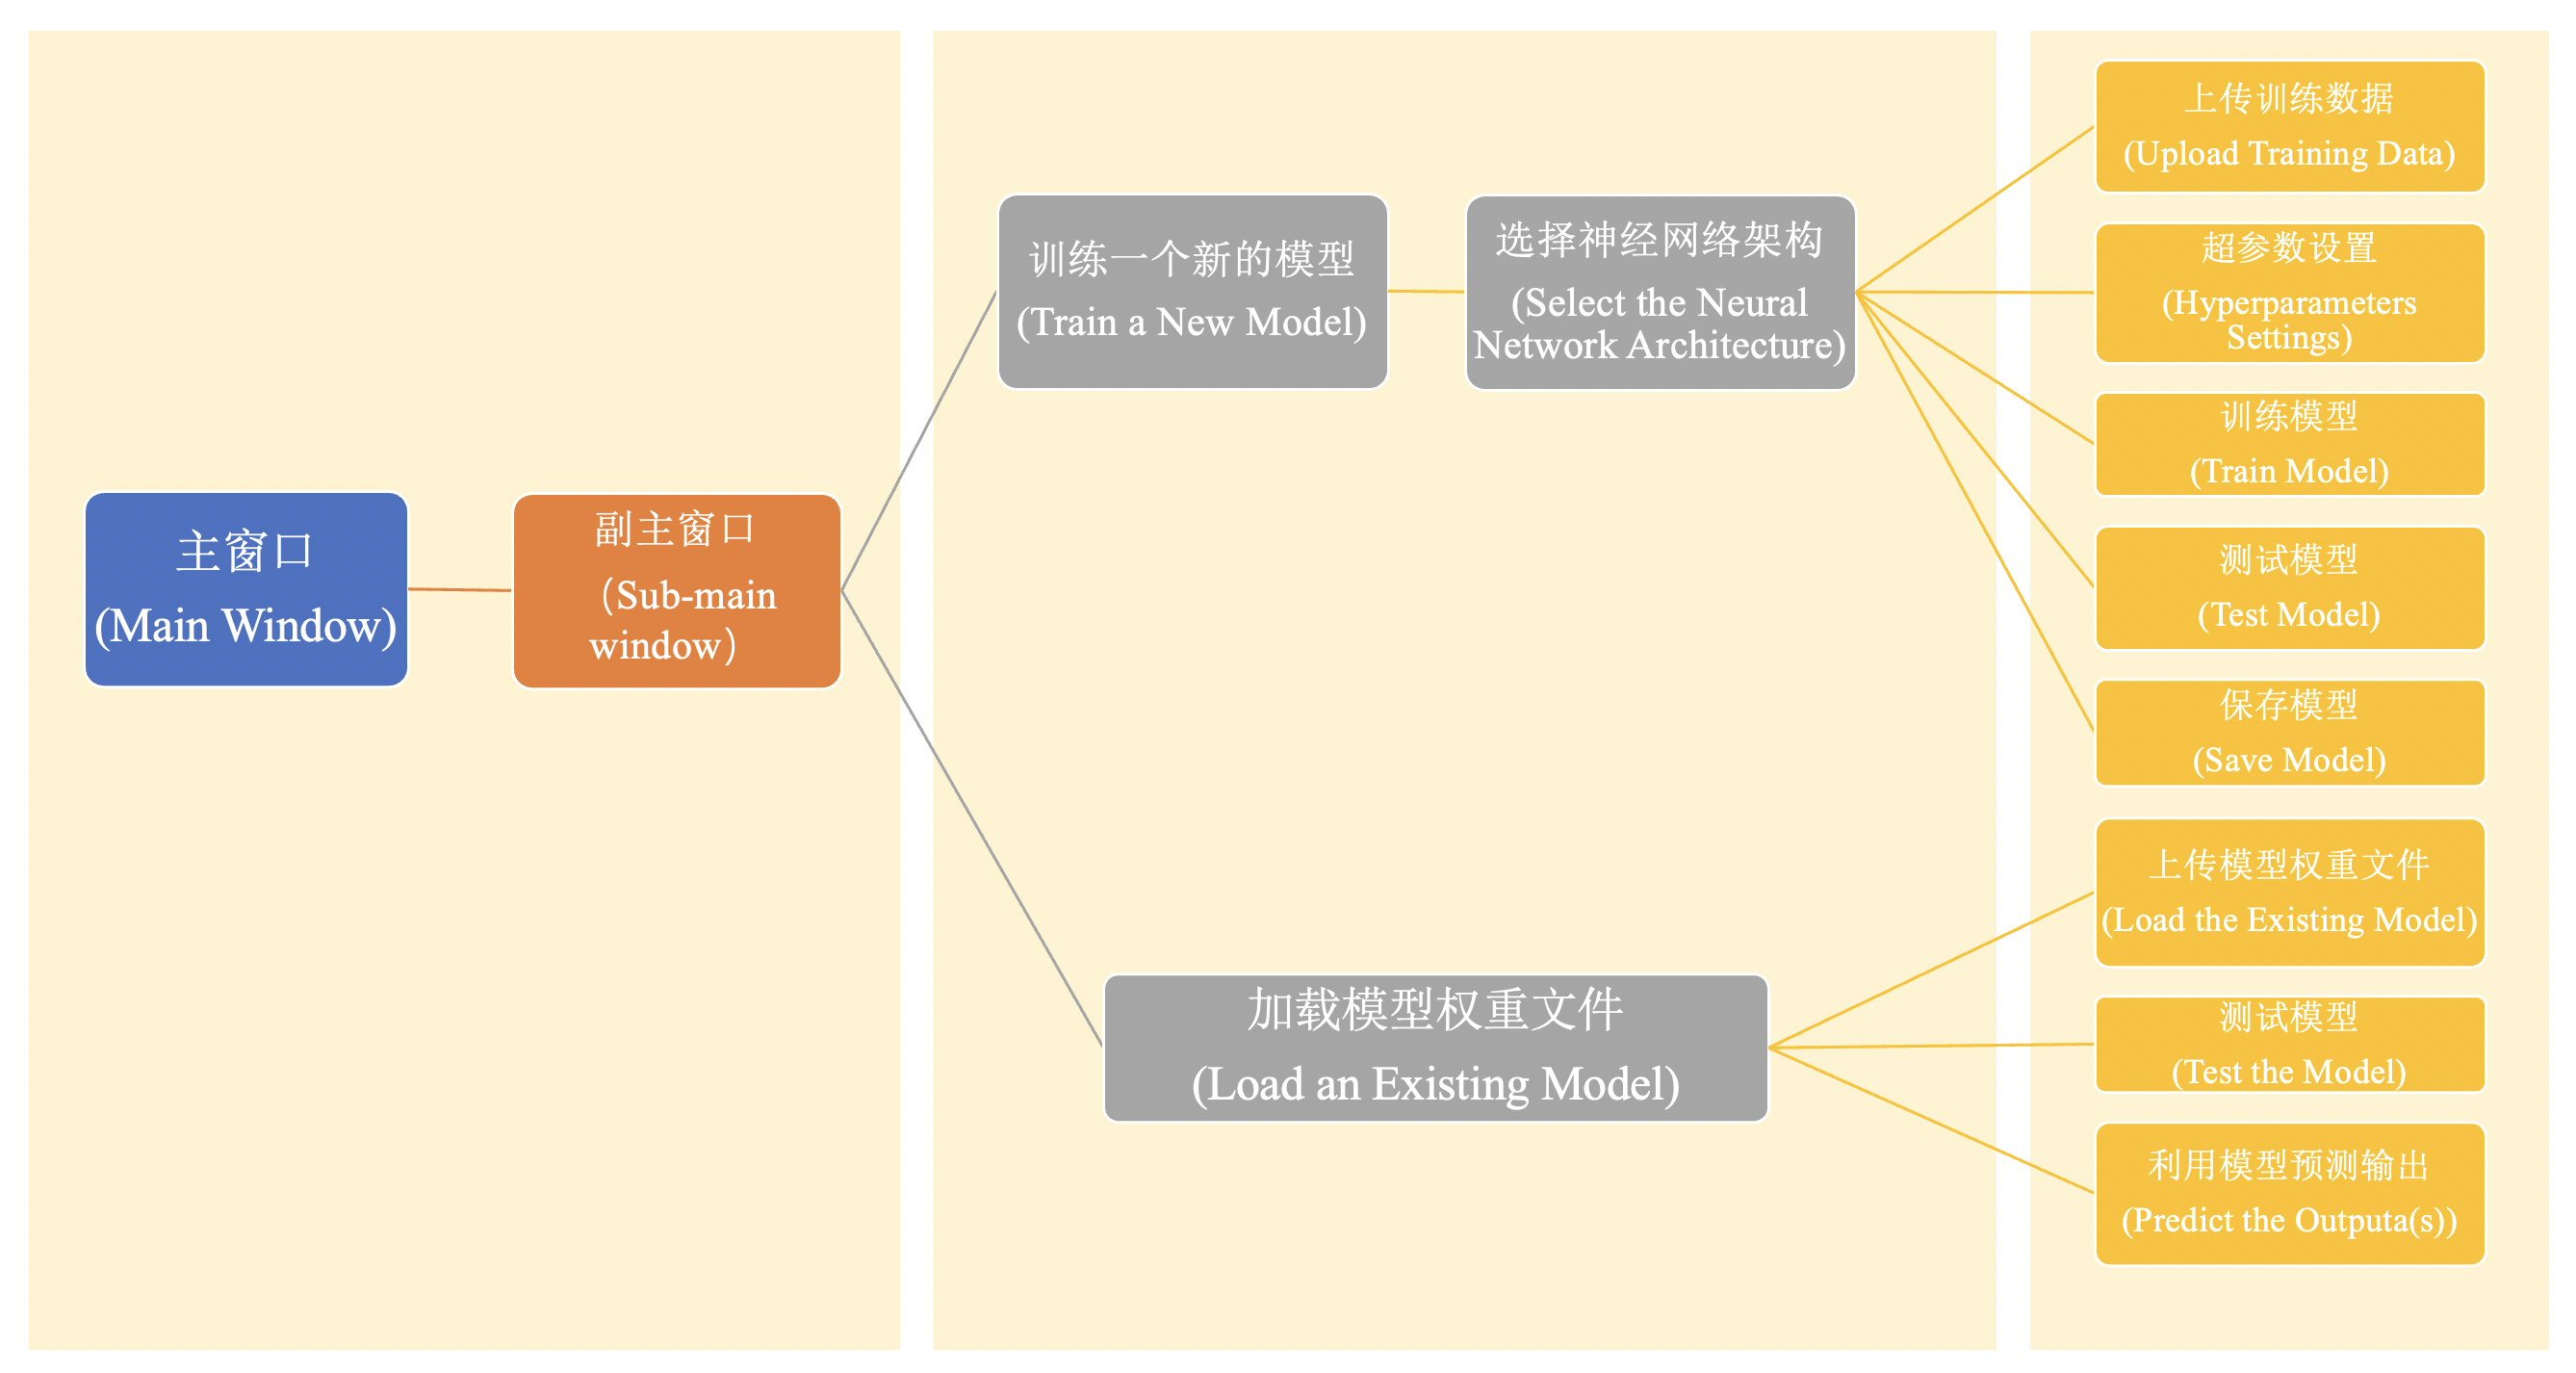 主窗口
(Main Window)
副主窗口
（Sub-main
window）
训练一个新的模型
(Train a New Model)
选择神经网络架构
(Select the Neural
Network Architecture)
上传训练数据
(Upload Training Data)
超参数设置
(Hyperparameters
Settings)
训练模型
(Train Model)
测试模型
(Test Model)
保存模型
(Save Model)
加载模型权重文件
(Load an Existing Model)
上传模型权重文件
(Load the Existing Model)
测试模型
(Test the Model)
利用模型预测输出
(Predict the Outputa(s))